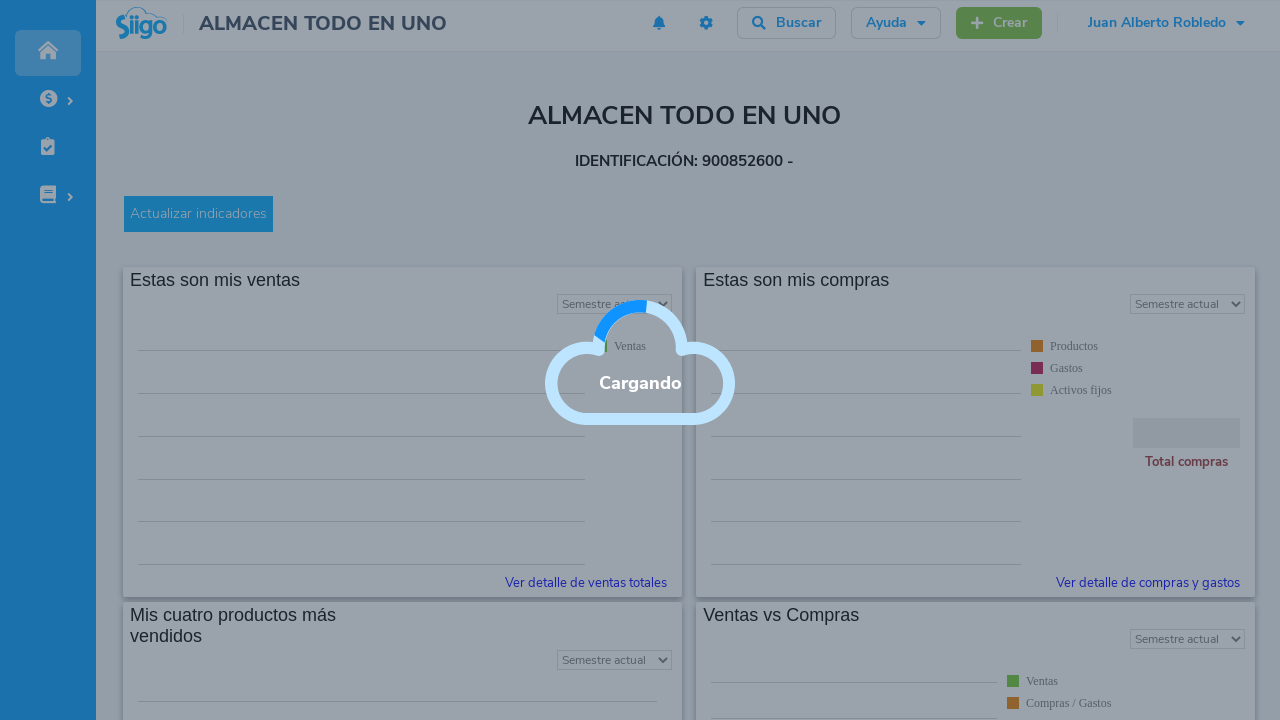 Siigo
ALMACEN TODO EN UNO
Buscar
Ayuda
Crear
Juan Alberto Robledo
ALMACEN TODO EN UNO
IDENTIFICACIÓN: 900852600 -
Actualizar indicadores
Estas son mis ventas
Semestre actual
Ventas
Ver detalle de ventas totales
Estas son mis compras
Semestre actual
Productos
Gastos
Activos fijos
Total compras
Ver detalle de compras y gastos
Cargando
Mis cuatro productos más
vendidos
Semestre actual
Ventas vs Compras
Semestre actual
Ventas
Compras / Gastos